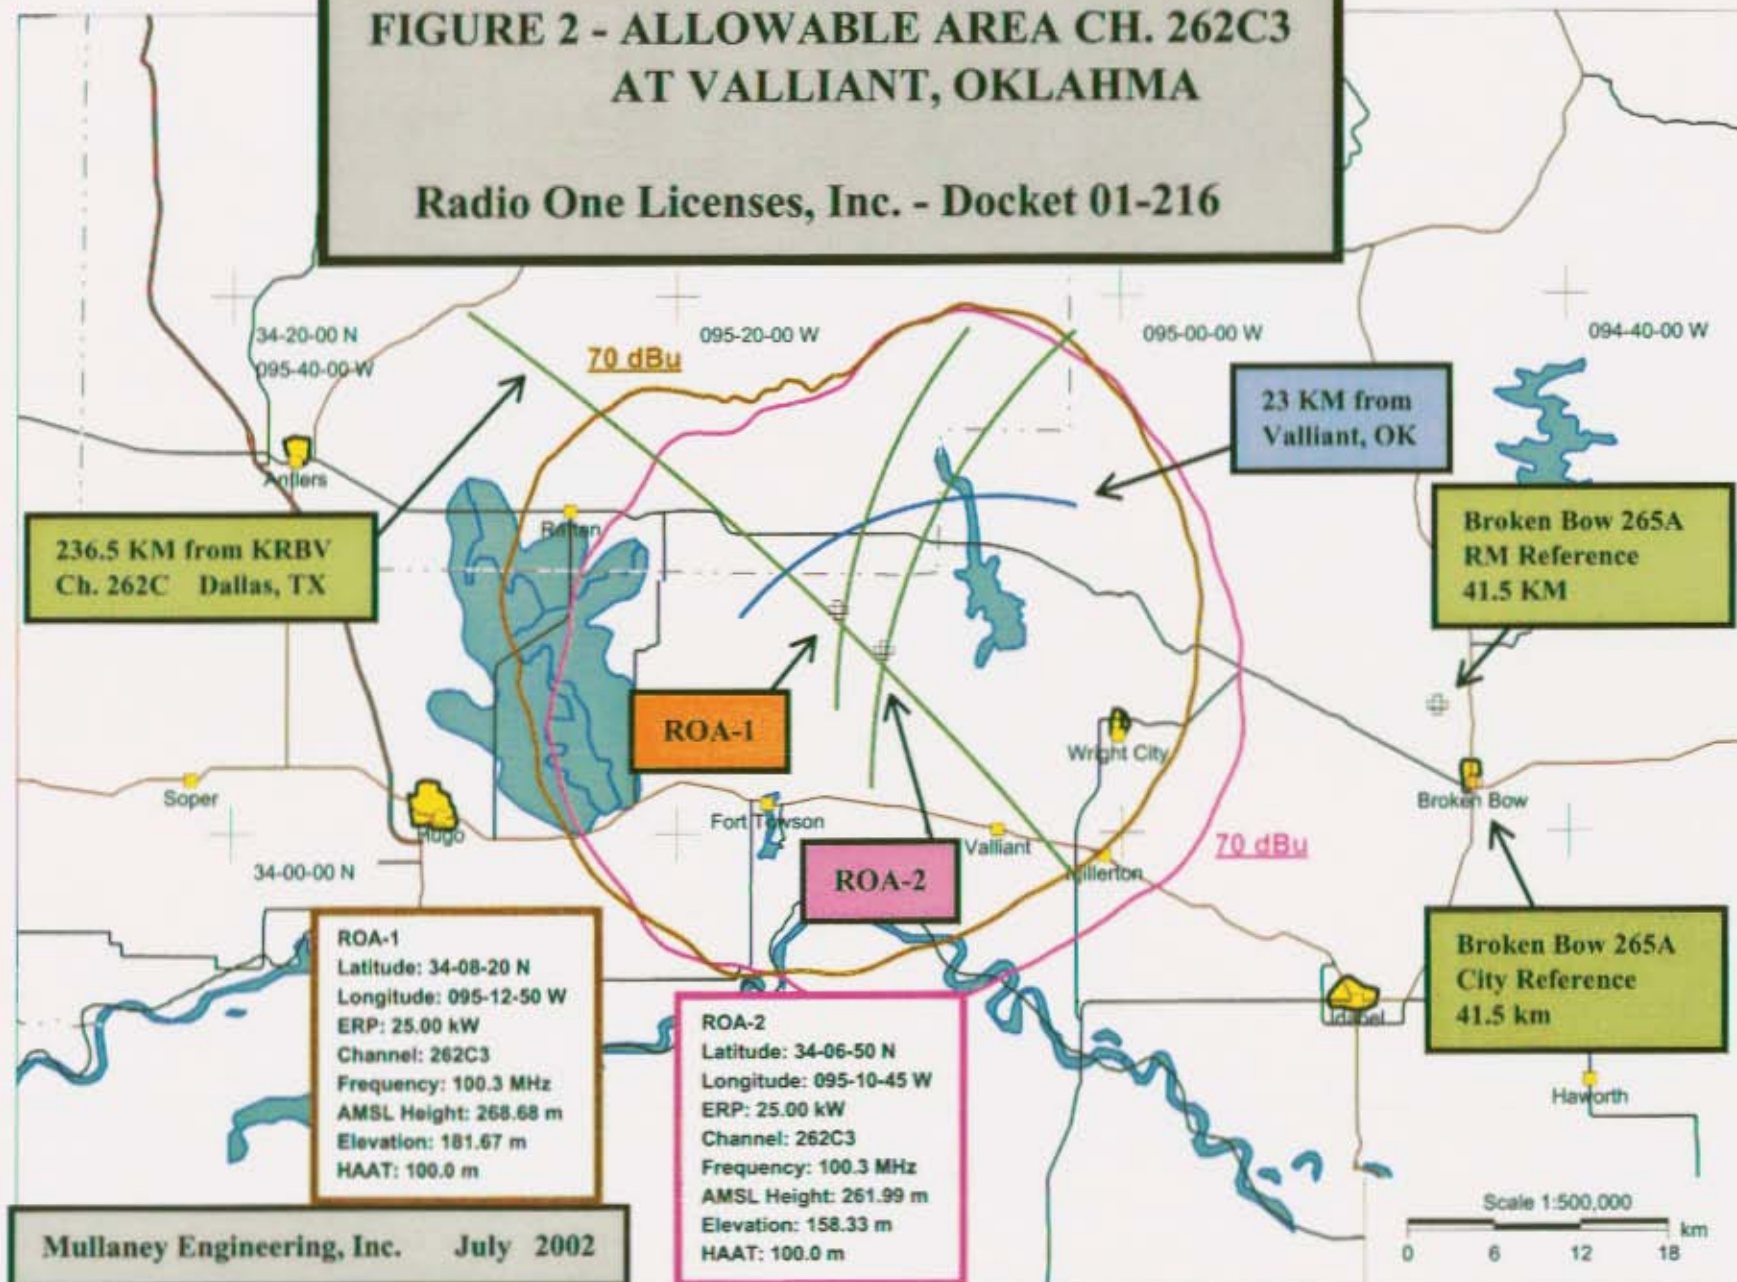 FIGURE 2 - ALLOWABLE AREA CH. 262C3
AT VALLIANT, OKLAHMA
Radio One Licenses, Inc. - Docket 01-216
34-20-00 N
095-40-00 W
095-20-00 W
095-00-00 W
094-40-00 W
70 dBu
23 KM from
Valliant, OK
Antlers
Rattan
236.5 KM from KRBV
Ch. 262C Dallas, TX
Broken Bow 265A
RM Reference
41.5 KM
ROA-1
Wright City
Soper
Hugo
Fort Towson
Valliant
Millerton
Broken Bow
70 dBu
34-00-00 N
ROA-2
ROA-1
Latitude: 34-08-20 N
Longitude: 095-12-50 W
ERP: 25.00 kW
Channel: 262C3
Frequency: 100.3 MHz
AMSL Height: 268.68 m
Elevation: 181.67 m
HAAT: 100.0 m
ROA-2
Latitude: 34-06-50 N
Longitude: 095-10-45 W
ERP: 25.00 kW
Channel: 262C3
Frequency: 100.3 MHz
AMSL Height: 261.99 m
Elevation: 158.33 m
HAAT: 100.0 m
Broken Bow 265A
City Reference
41.5 km
Idabel
Haworth
Scale 1:500,000
km
0 6 12 18
Mullaney Engineering, Inc. July 2002